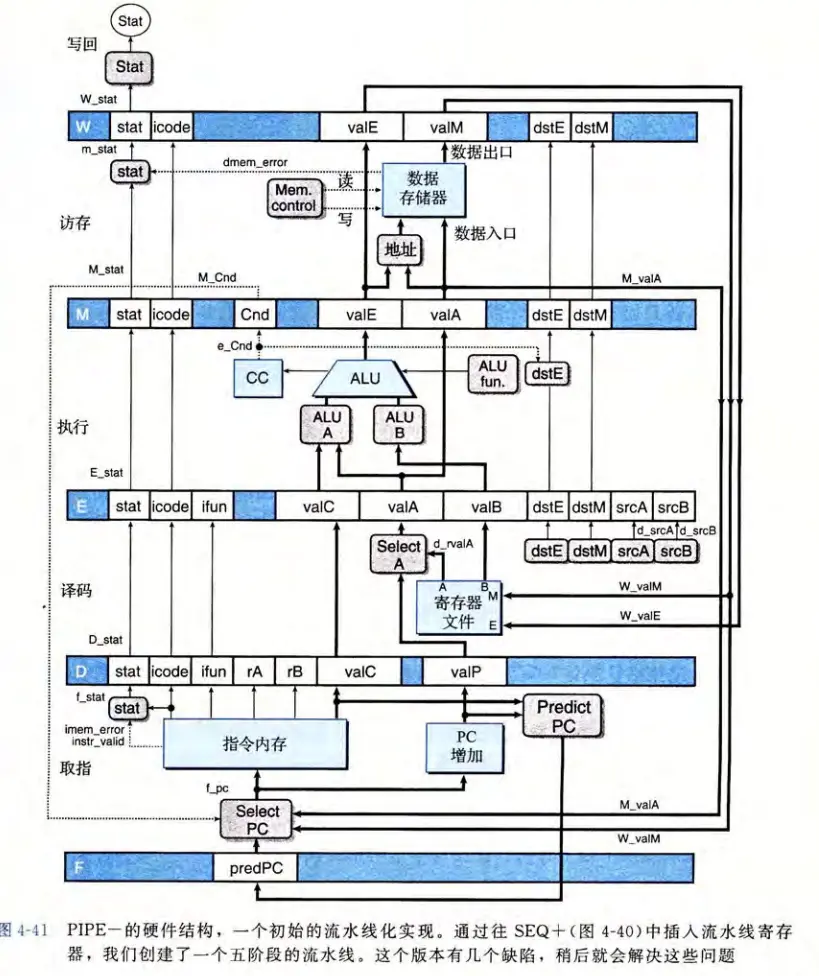 Stat
写回
Stat
W_stat
W stat icode valE valM dstE dstM
m_stat
数据出口
stat
dmem_error
读
数据
存储器
Mem.
control
写
访存
地址
数据入口
M_stat
M_Cnd
M_valA
M stat icode Cnd valE valA dstE dstM
e_Cnd
CC
ALU
ALU
fun.
dstE
执行
ALU
A
ALU
B
E_stat
E stat icode ifun valC valA valB dstE dstM srcA srcB
d_srcA d_srcB
Select
A
d_rvalA
dstE dstM srcA srcB
译码
A B
M
寄存器
文件
E
W_valM
W_valE
D_stat
D stat icode ifun rA rB valC valP
f_stat
stat
imem_error
instr_valid
指令内存
PC
增加
Predict
PC
取指
f_pc
Select
PC
M_valA
W_valM
F predPC
图 4-41 PIPE-的硬件结构，一个初始的流水线化实现。通过往 SEQ+(图 4-40)中插入流水线寄存
器，我们创建了一个五阶段的流水线。这个版本有几个缺陷，稍后就会解决这些问题